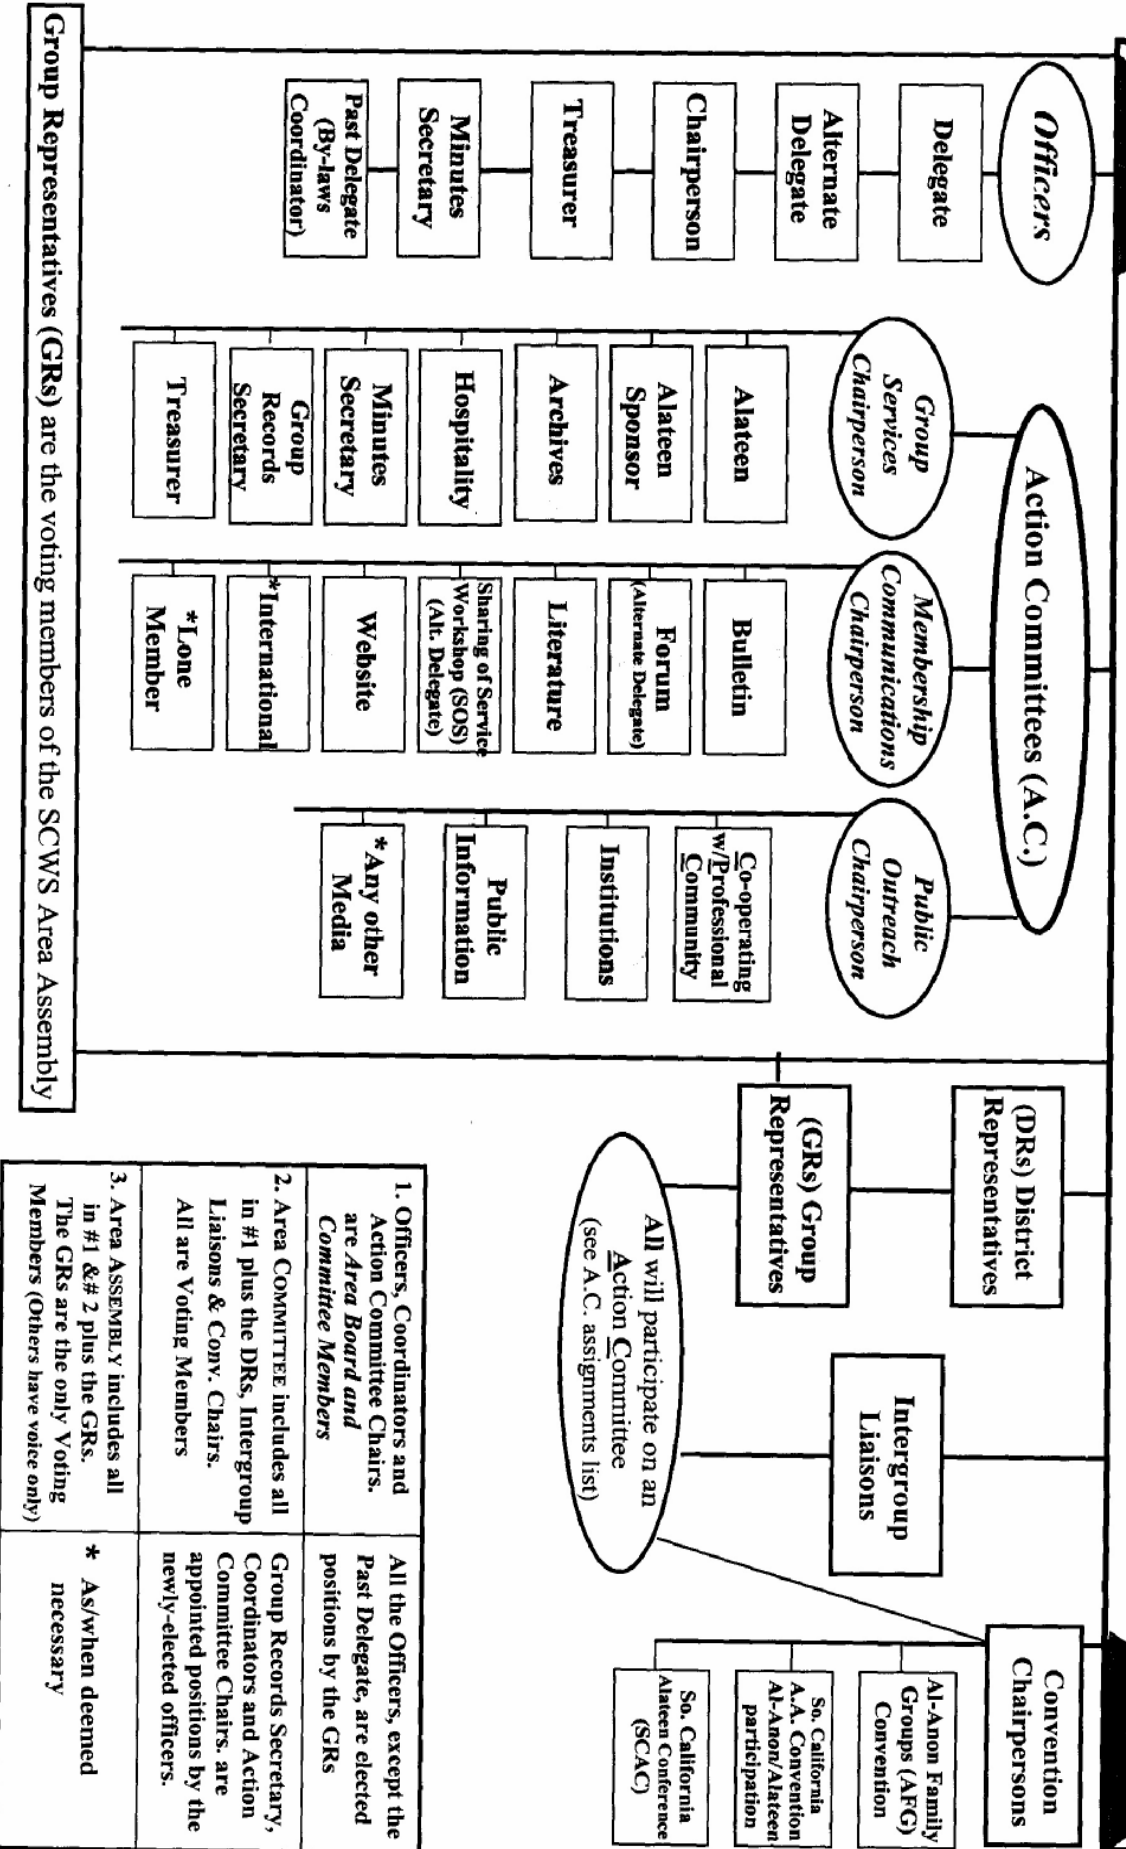 Officers
Delegate
Alternate
Delegate
Chairperson
Treasurer
Minutes
Secretary
Past Delegate
(By-laws
Coordinator)
Action Committees (A.C.)
Group
Services
Chairperson
Alateen
Alateen
Sponsor
Archives
Hospitality
Minutes
Secretary
Group
Records
Secretary
Treasurer
Membership
Communications
Chairperson
Bulletin
Forum
(Alternate Delegate)
Literature
Sharing of Service
Workshop (SOS)
(Alt. Delegate)
Website
*International
*Lone
Member
Public
Outreach
Chairperson
Co-operating
w/Professional
Community
Institutions
Public
Information
*Any other
Media
(DRs) District
Representatives
(GRs) Group
Representatives
Intergroup
Liaisons
All will participate on an
Action Committee
(see A.C. assignments list)
Convention
Chairpersons
Al-Anon Family
Groups (AFG)
Convention
So. California
A.A. Convention
Al-Anon/Alateen
participation
So. California
Alateen Conference
(SCAC)
1. Officers, Coordinators and
Action Committee Chairs.
are Area Board and
Committee Members
All the Officers, except the
Past Delegate, are elected
positions by the GRs
2. Area COMMITTEE includes all
in #1 plus the DRs, Intergroup
Liaisons & Conv. Chairs.
All are Voting Members
Group Records Secretary,
Coordinators and Action
Committee Chairs. are
appointed positions by the
newly-elected officers.
3. Area ASSEMBLY includes all
in #1 &# 2 plus the GRs.
The GRs are the only Voting
Members (Others have voice only)
* As/when deemed
necessary
Group Representatives (GRs) are the voting members of the SCWS Area Assembly